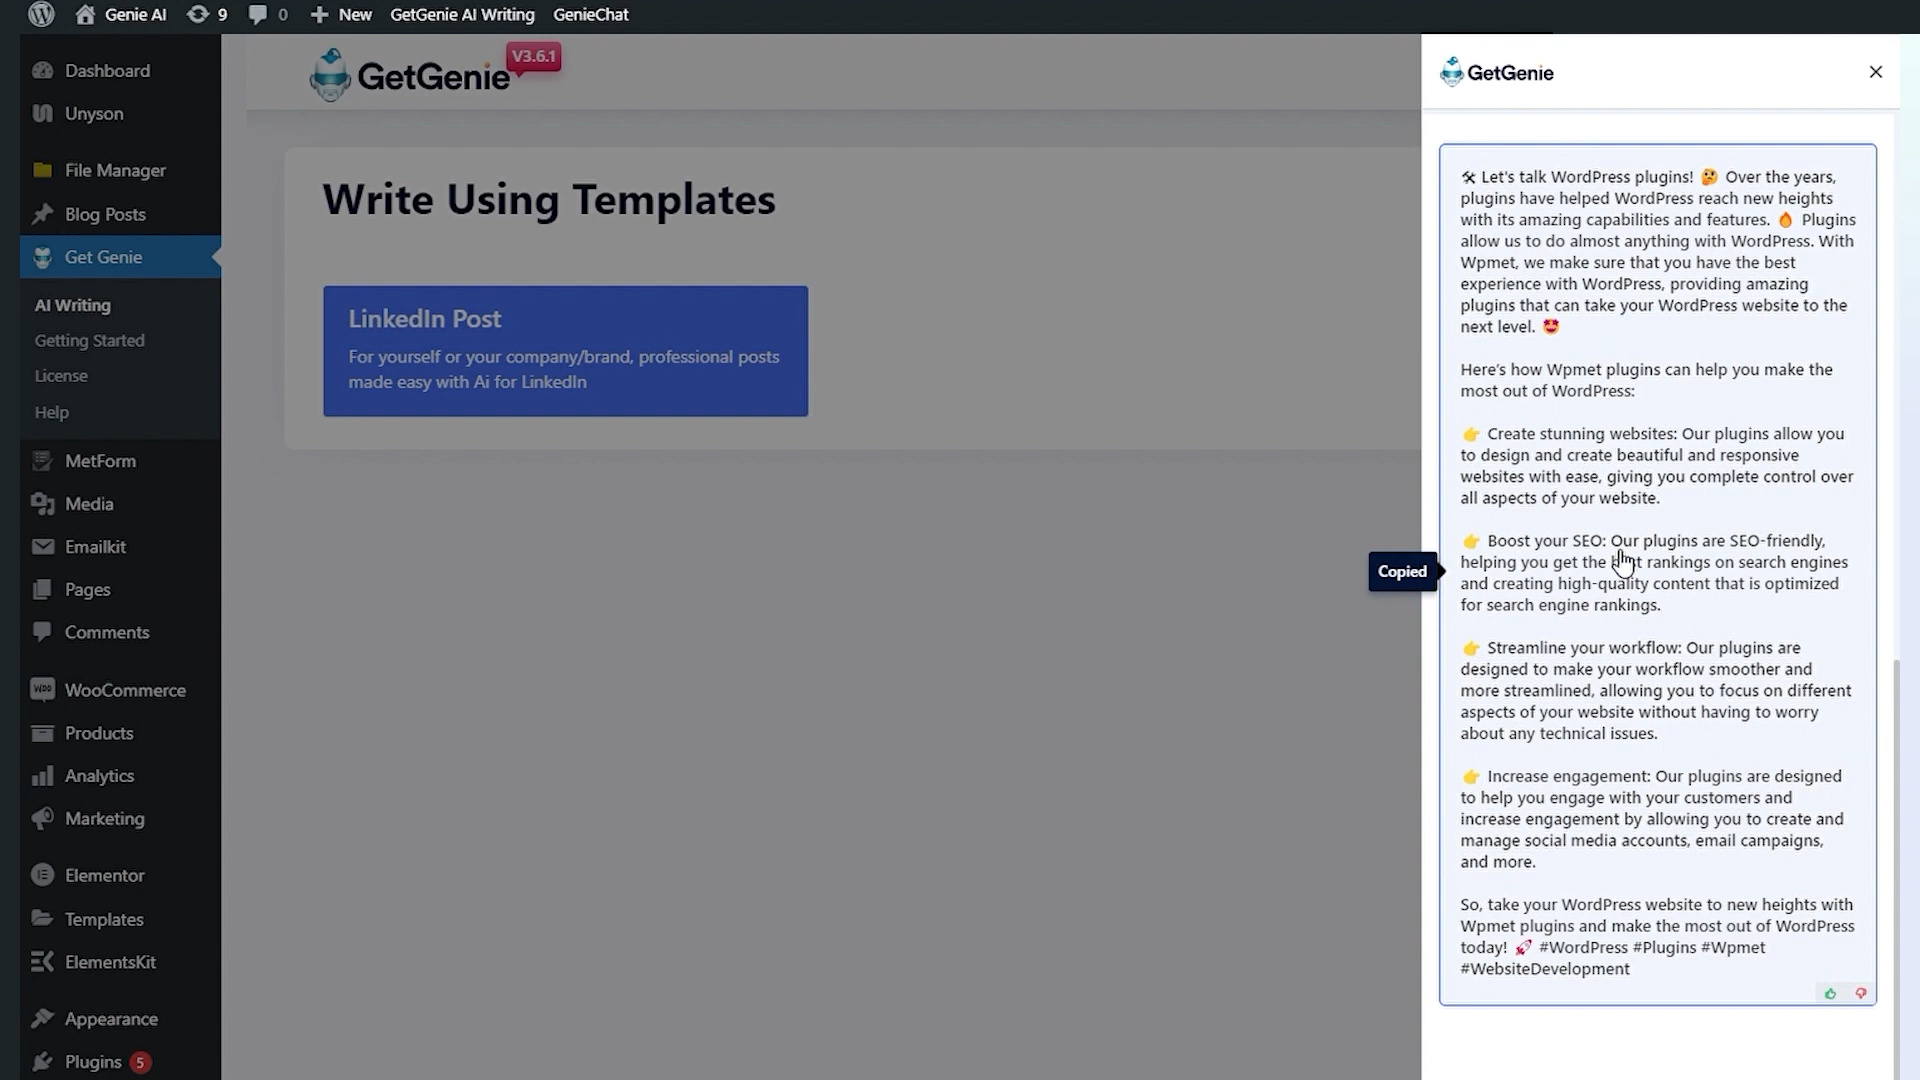 Genie AI 9 0 New GetGenie AI Writing GenieChat
Dashboard
Unyson
File Manager
Blog Posts
Get Genie
AI Writing
Getting Started
License
Help
MetForm
Media
Emailkit
Pages
Comments
WooCommerce
Products
Analytics
Marketing
Elementor
Templates
ElementsKit
Appearance
Plugins 5
GetGenie V3.6.1
Write Using Templates
LinkedIn Post
For yourself or your company/brand, professional posts
made easy with Ai for LinkedIn
GetGenie
🛠 Let's talk WordPress plugins! 🤔 Over the years,
plugins have helped WordPress reach new heights
with its amazing capabilities and features. 🔥 Plugins
allow us to do almost anything with WordPress. With
Wpmet, we make sure that you have the best
experience with WordPress, providing amazing
plugins that can take your WordPress website to the
next level. 🤩
Here's how Wpmet plugins can help you make the
most out of WordPress:
👉 Create stunning websites: Our plugins allow you
to design and create beautiful and responsive
websites with ease, giving you complete control over
all aspects of your website.
👉 Boost your SEO: Our plugins are SEO-friendly,
helping you get the rankings on search engines
and creating high-quality content that is optimized
for search engine rankings.
Copied
👉 Streamline your workflow: Our plugins are
designed to make your workflow smoother and
more streamlined, allowing you to focus on different
aspects of your website without having to worry
about any technical issues.
👉 Increase engagement: Our plugins are designed
to help you engage with your customers and
increase engagement by allowing you to create and
manage social media accounts, email campaigns,
and more.
So, take your WordPress website to new heights with
Wpmet plugins and make the most out of WordPress
today! 🚀 #WordPress #Plugins #Wpmet
#WebsiteDevelopment